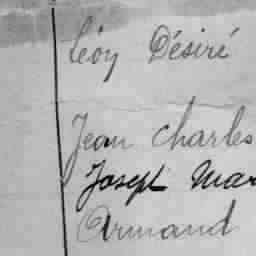 Léon Désiré
Jean Charles
Joseph Mar
Armand